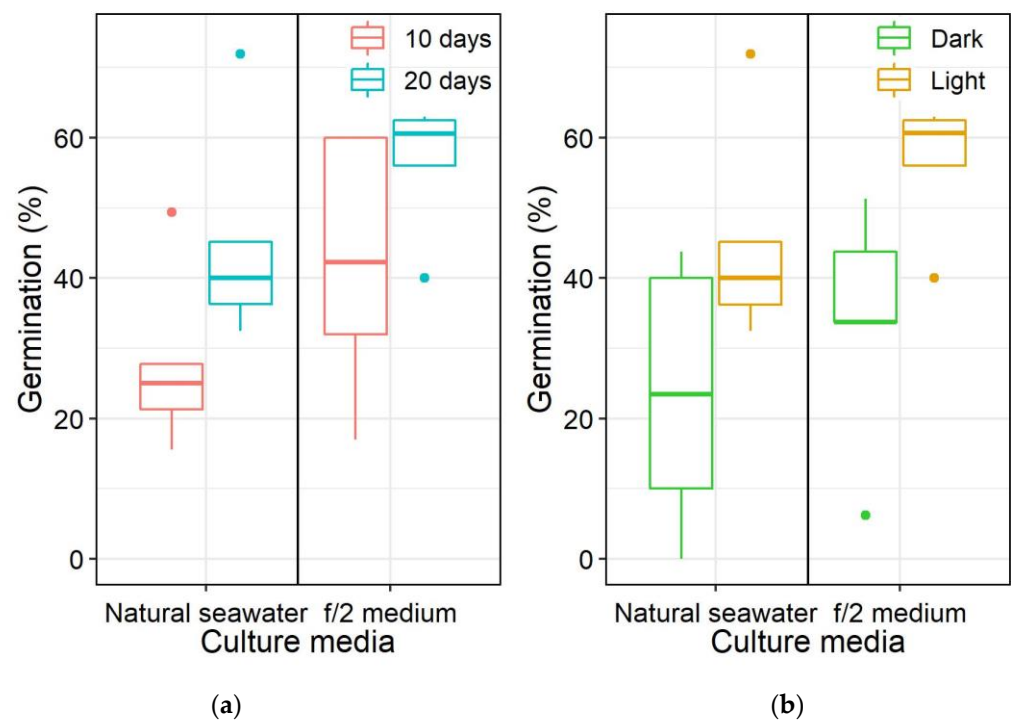 10 days
20 days
Germination (%)
60
40
20
0
Natural seawater f/2 medium
Culture media
(a)
Dark
Light
Germination (%)
60
40
20
0
Natural seawater f/2 medium
Culture media
(b)